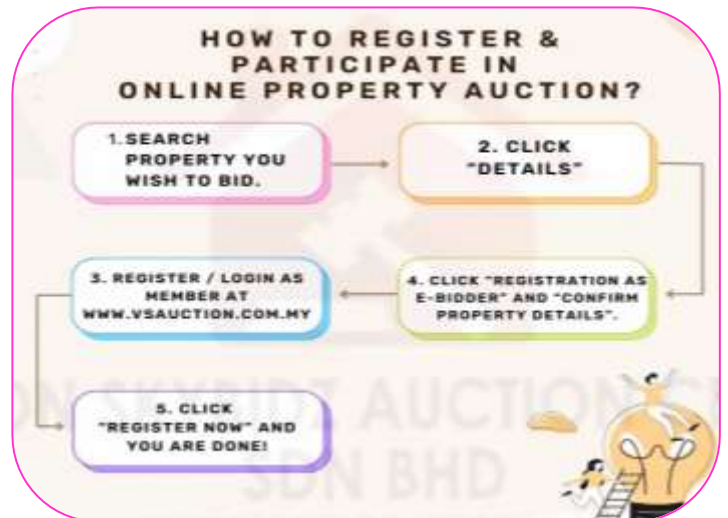 HOW TO REGISTER &
PARTICIPATE IN
ONLINE PROPERTY AUCTION?
1. SEARCH
PROPERTY YOU
WISH TO BID.
2. CLICK
"DETAILS"
3. REGISTER / LOGIN AS
MEMBER AT
WWW.VSAUCTION.COM.MY
4. CLICK "REGISTRATION AS
E-BIDDER" AND "CONFIRM
PROPERTY DETAILS".
5. CLICK
"REGISTER NOW" AND
YOU ARE DONE!
ON SKYBIDZ AUCTION
SDN BHD